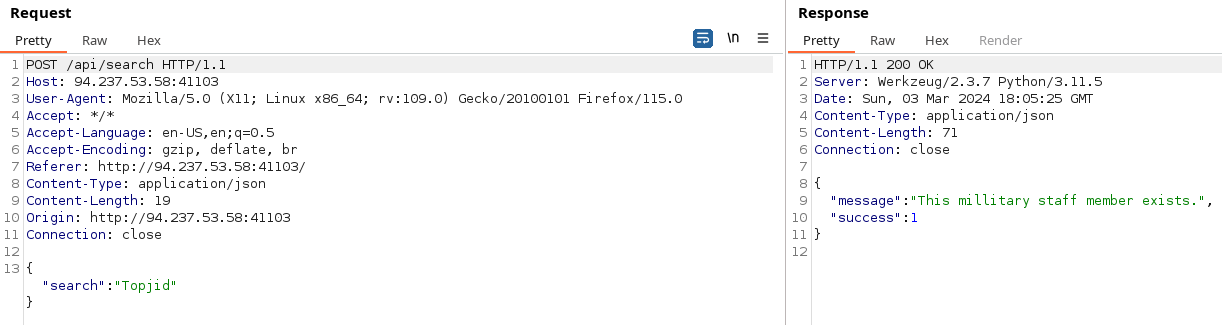 Request
Pretty Raw Hex \n
1 POST /api/search HTTP/1.1
2 Host: 94.237.53.58:41103
3 User-Agent: Mozilla/5.0 (X11; Linux x86_64; rv:109.0) Gecko/20100101 Firefox/115.0
4 Accept: */*
5 Accept-Language: en-US,en;q=0.5
6 Accept-Encoding: gzip, deflate, br
7 Referer: http://94.237.53.58:41103/
8 Content-Type: application/json
9 Content-Length: 19
10 Origin: http://94.237.53.58:41103
11 Connection: close
12
13 {
"search":"Topjid"
}
Response
Pretty Raw Hex Render
1 HTTP/1.1 200 OK
2 Server: Werkzeug/2.3.7 Python/3.11.5
3 Date: Sun, 03 Mar 2024 18:05:25 GMT
4 Content-Type: application/json
5 Content-Length: 71
6 Connection: close
7
8 {
9 "message":"This millitary staff member exists.",
10 "success":1
11 }
12